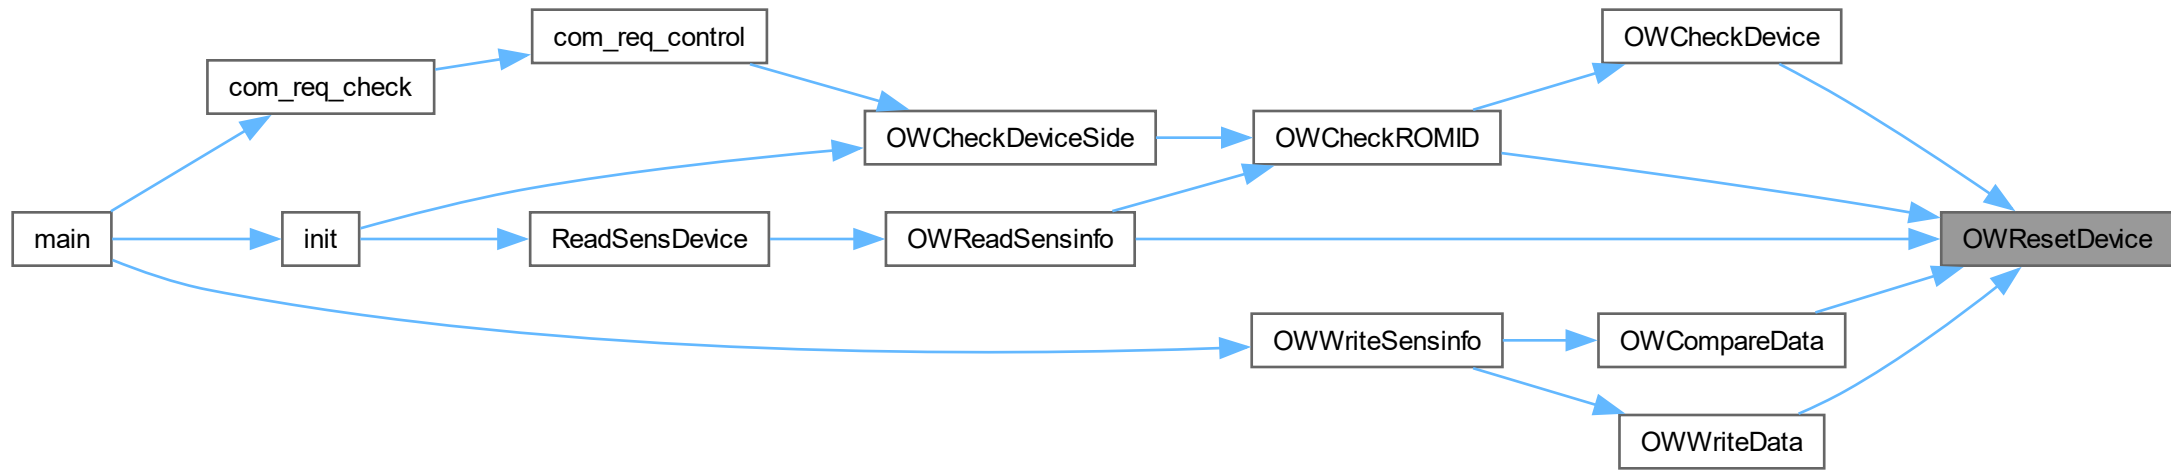 com_req_control
OWCheckDevice
com_req_check
OWCheckDeviceSide
OWCheckROMID
main
init
ReadSensDevice
OWReadSensinfo
OWResetDevice
OWWriteSensinfo
OWCompareData
OWWriteData